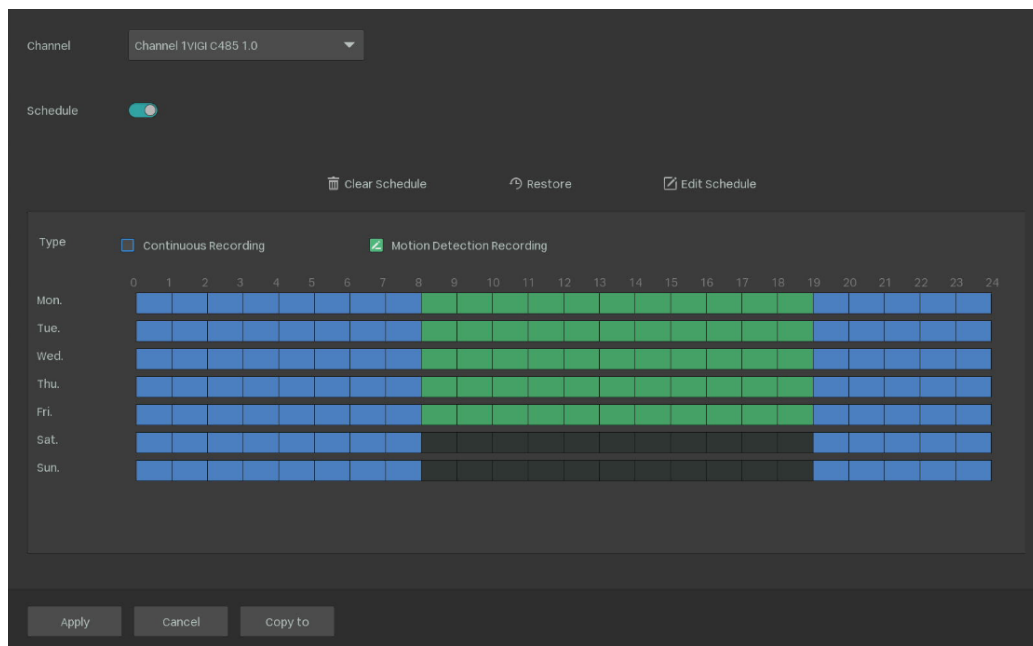 Channel Channel 1VIGI C485 1.0
Schedule
Clear Schedule Restore Edit Schedule
Type Continuous Recording Motion Detection Recording
0 1 2 3 4 5 6 7 8 9 10 11 12 13 14 15 16 17 18 19 20 21 22 23 24
Mon.
Tue.
Wed.
Thu.
Fri.
Sat.
Sun.
Apply Cancel Copy to